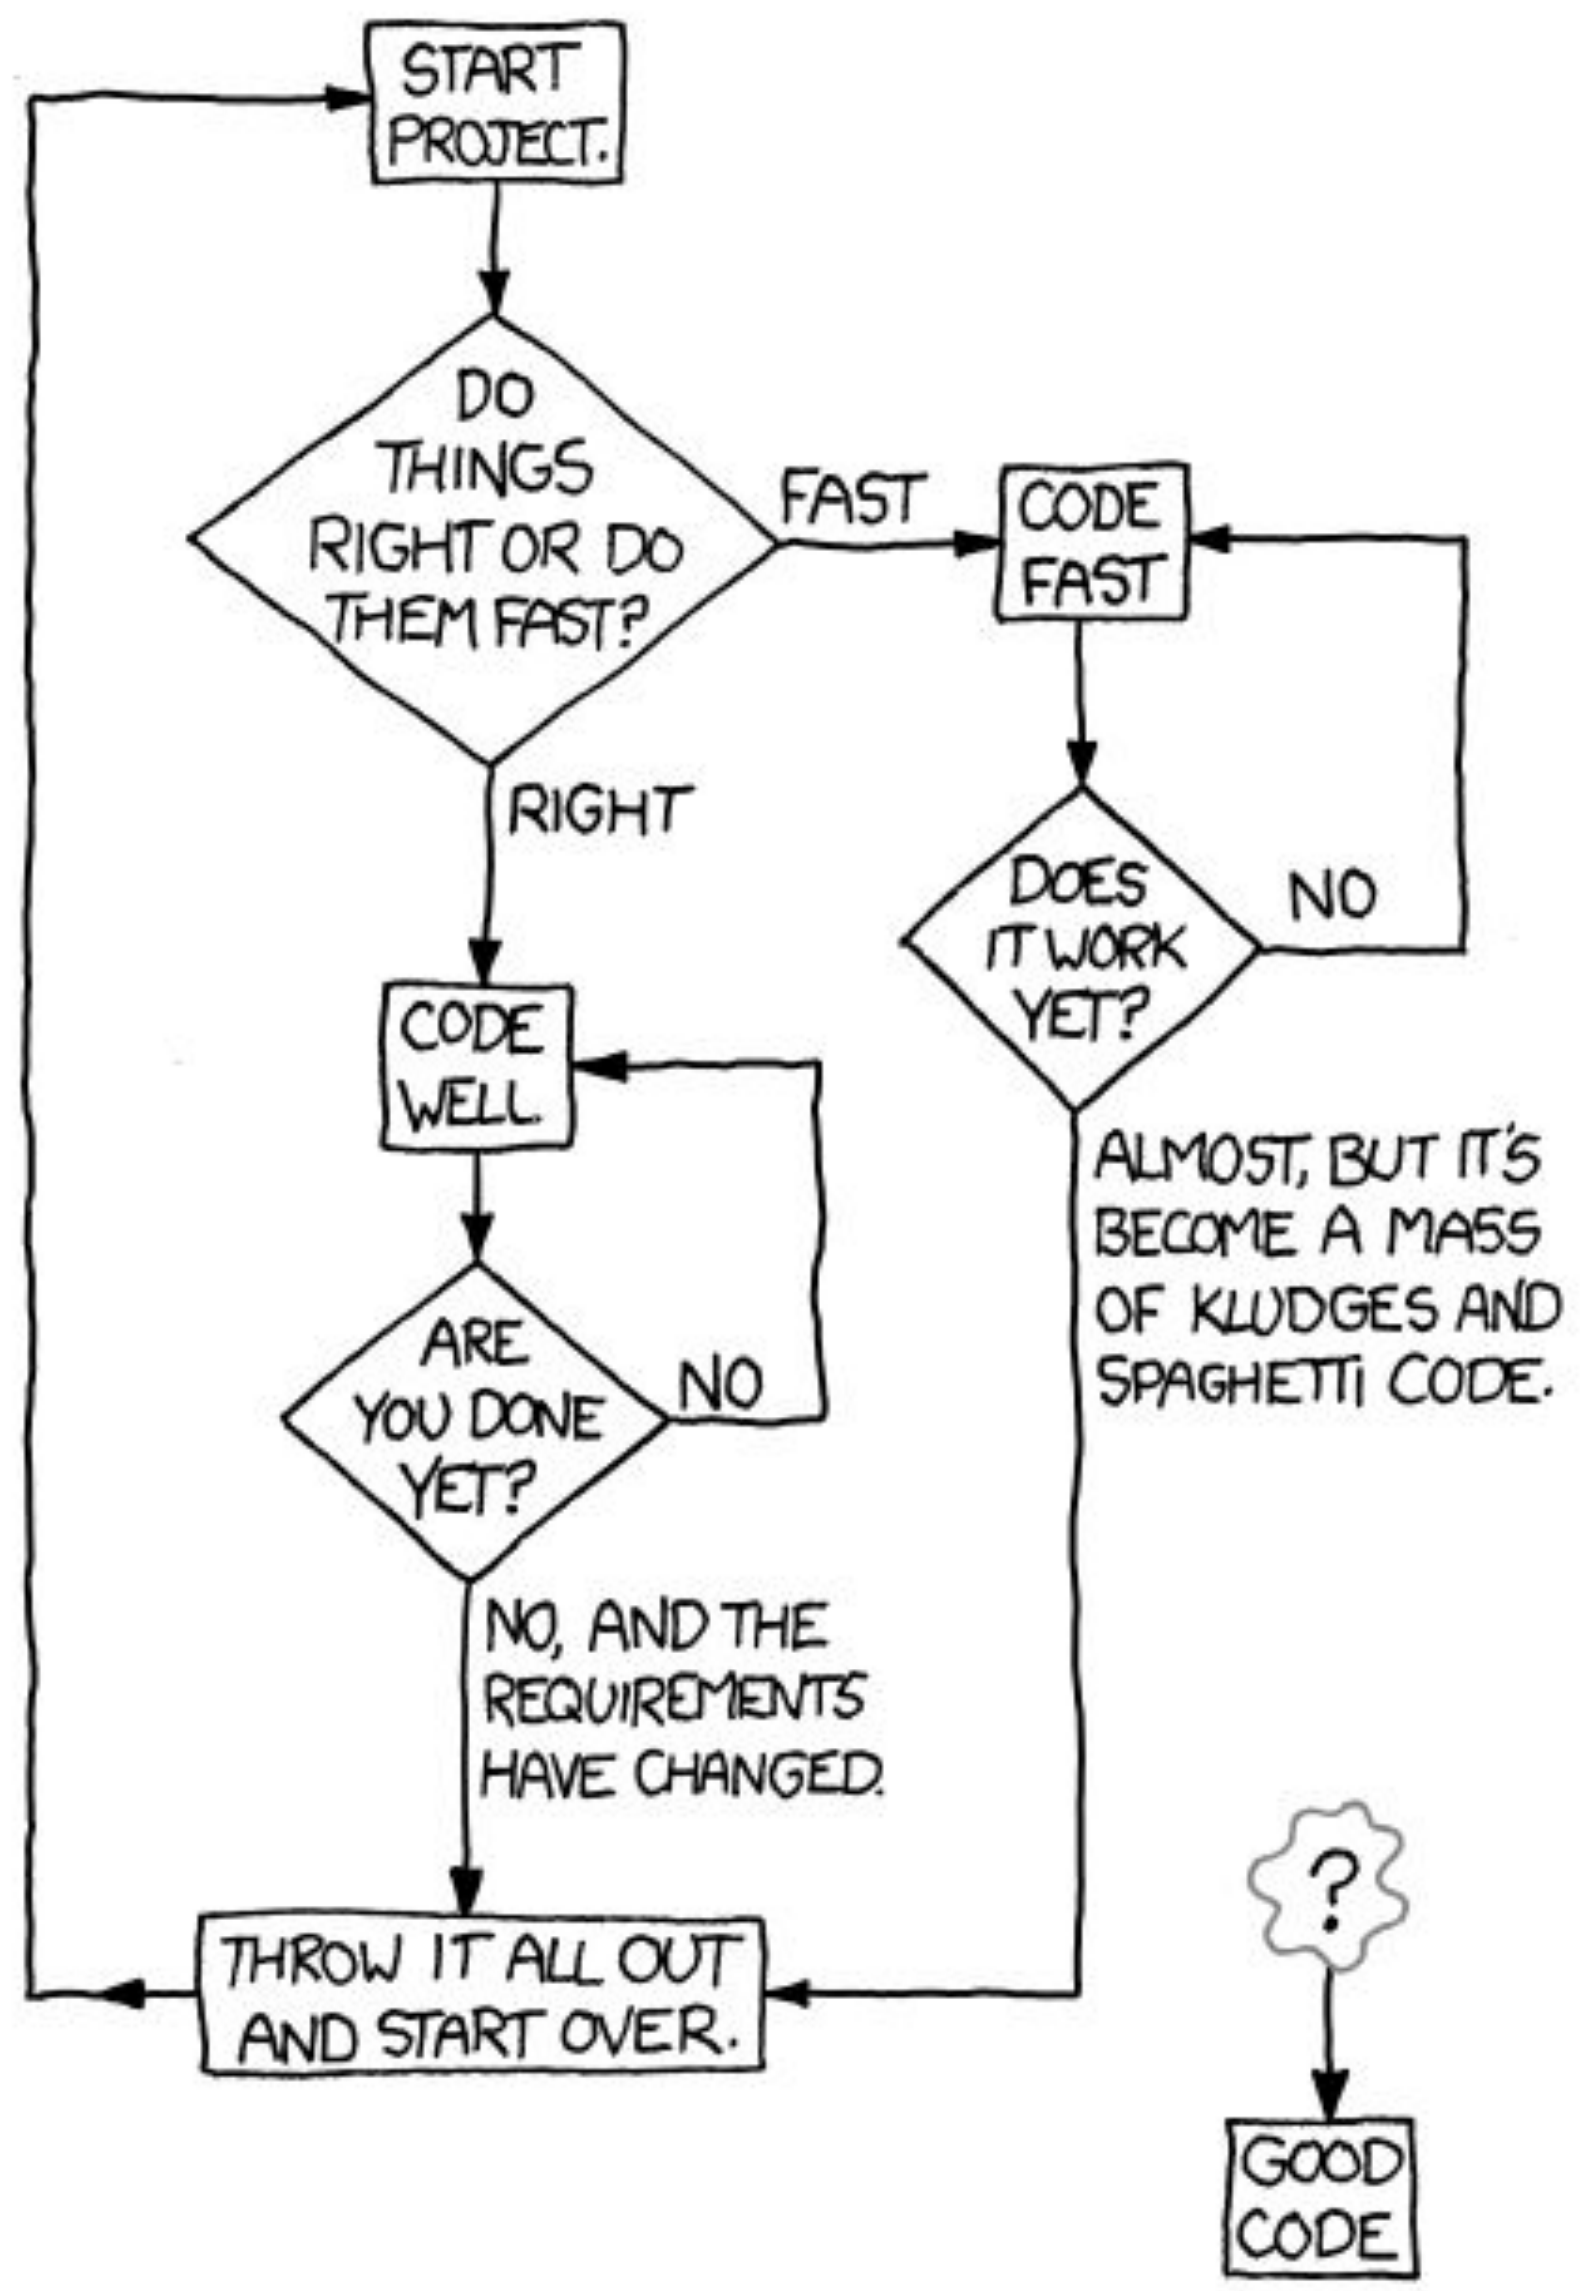 START
PROJECT.
DO
THINGS
RIGHT OR DO
THEM FAST?
FAST
CODE
FAST
RIGHT
DOES
IT WORK
YET?
NO
CODE
WELL.
ALMOST, BUT IT'S
BECOME A MASS
OF KLUDGES AND
SPAGHETTI CODE.
ARE
YOU DONE
YET?
NO
NO, AND THE
REQUIREMENTS
HAVE CHANGED.
THROW IT ALL OUT
AND START OVER.
?
GOOD
CODE